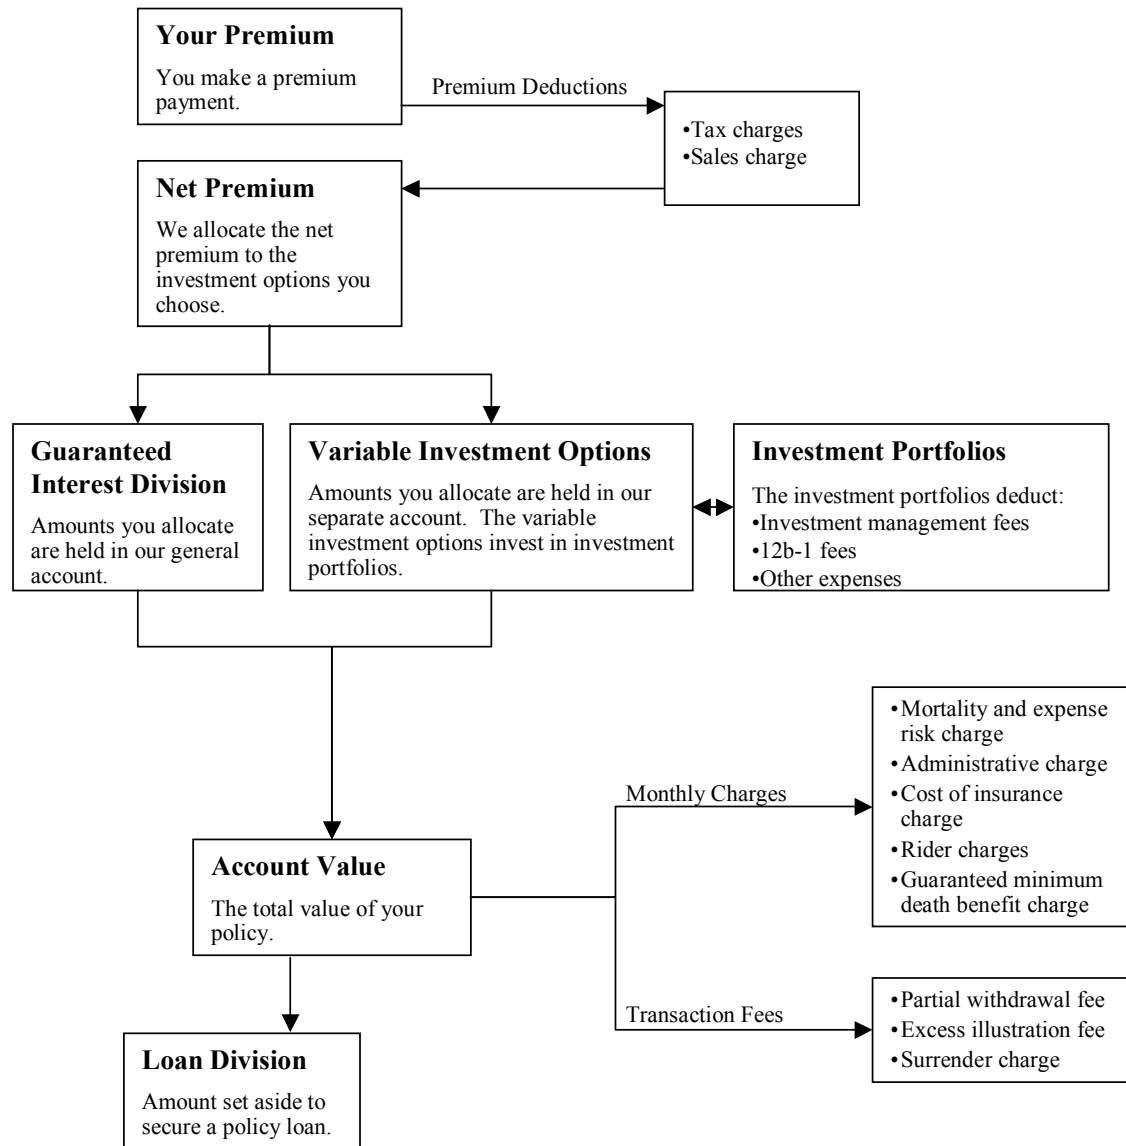 Your Premium
You make a premium
payment.
Premium Deductions
•Tax charges
•Sales charge
Net Premium
We allocate the net
premium to the
investment options you
choose.
Guaranteed
Interest Division
Amounts you allocate
are held in our general
account.
Variable Investment Options
Amounts you allocate are held in our
separate account.  The variable
investment options invest in investment
portfolios.
Investment Portfolios
The investment portfolios deduct:
•Investment management fees
•12b-1 fees
•Other expenses
Account Value
The total value of your
policy.
Monthly Charges
•Mortality and expense
risk charge
•Administrative charge
•Cost of insurance
charge
•Rider charges
•Guaranteed minimum
death benefit charge
Transaction Fees
•Partial withdrawal fee
•Excess illustration fee
•Surrender charge
Loan Division
Amount set aside to
secure a policy loan.